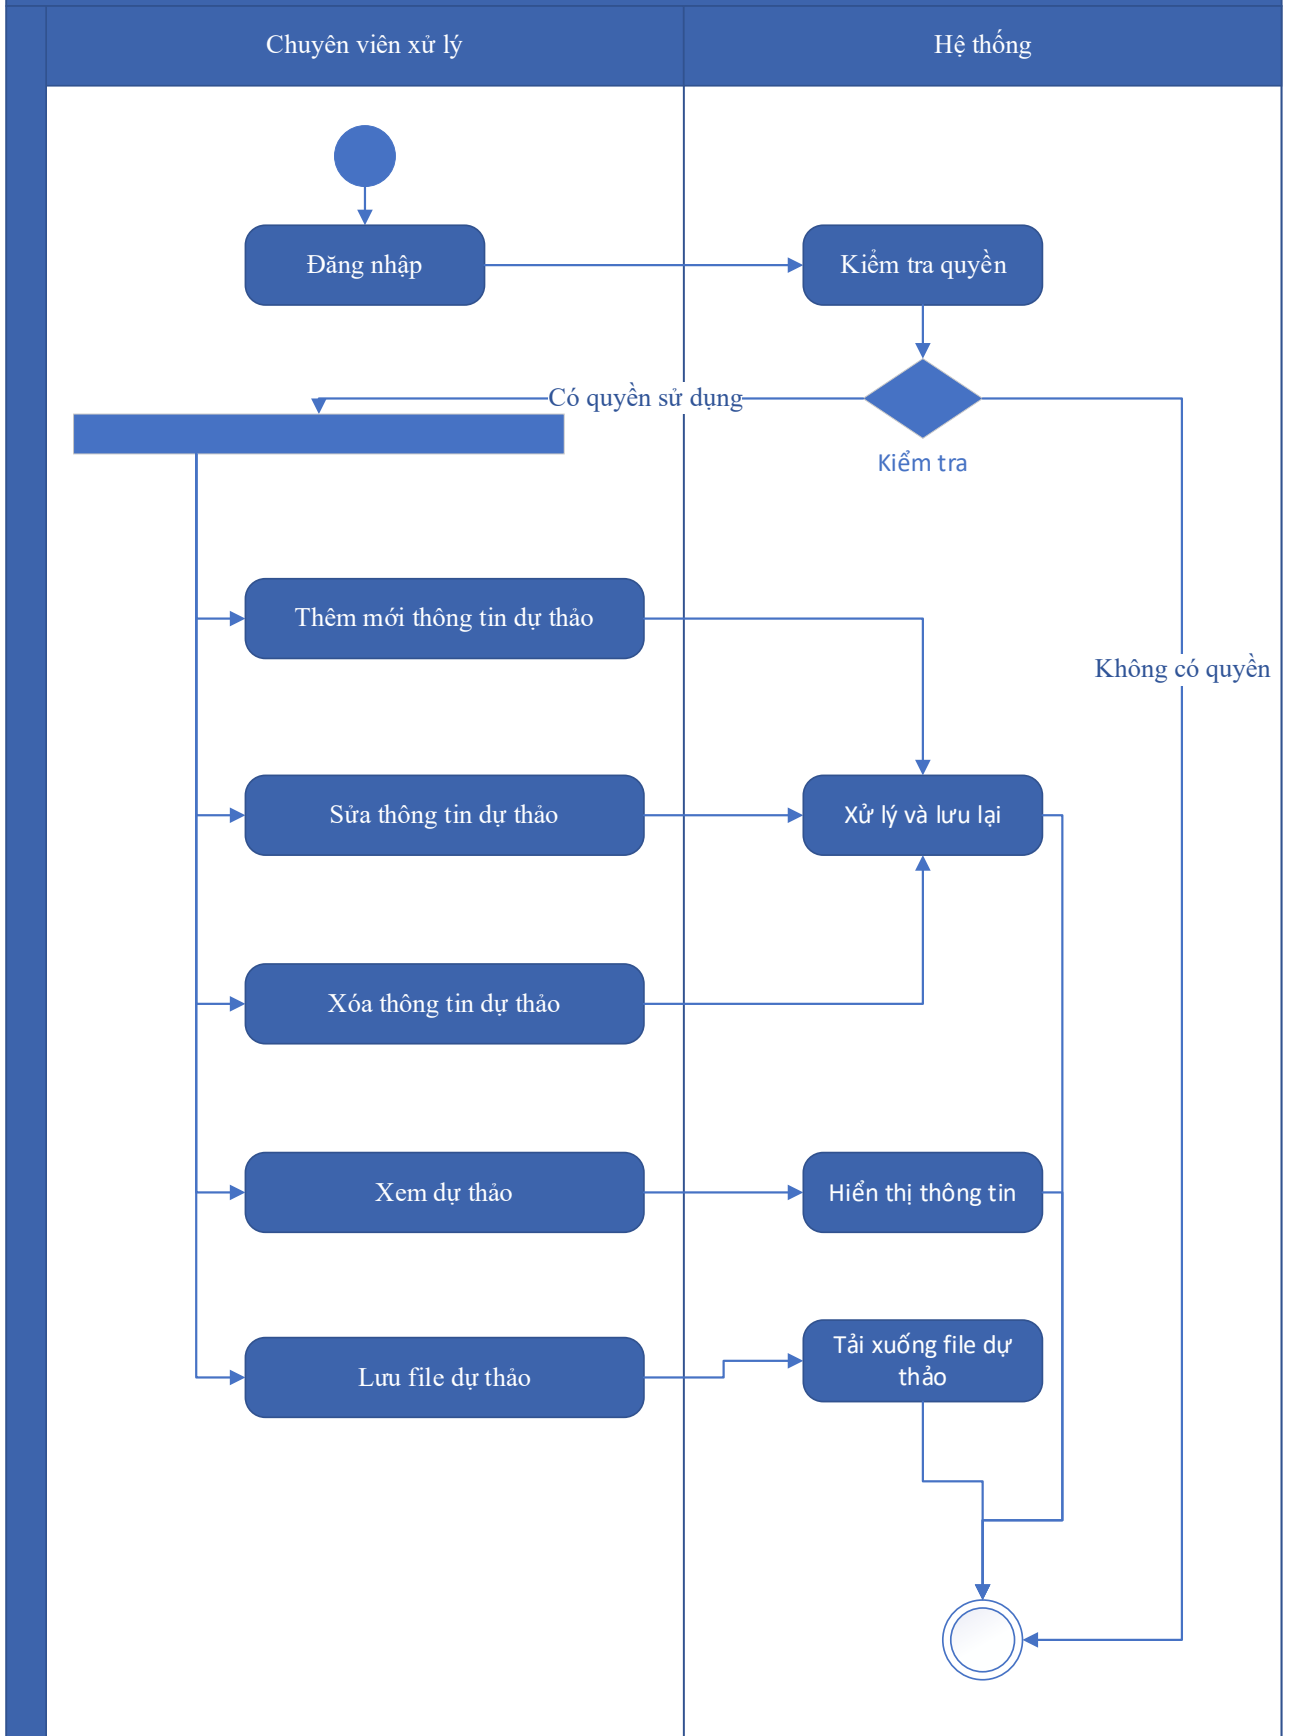 Chuyên viên xử lý
Hệ thống
Đăng nhập
Kiểm tra quyền
Có quyền sử dụng
Kiểm tra
Thêm mới thông tin dự thảo
Không có quyền
Sửa thông tin dự thảo
Xử lý và lưu lại
Xóa thông tin dự thảo
Xem dự thảo
Hiển thị thông tin
Lưu file dự thảo
Tải xuống file dự
thảo